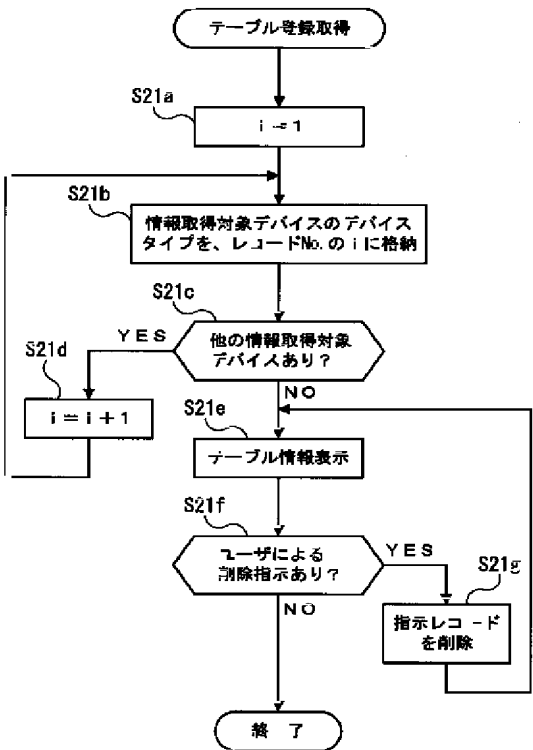 テーブル登録取得
S21a
i=1
S21b
情報取得対象デバイスのデバイス
タイプを、レコードNo.のiに格納
S21c
他の情報取得対象
デバイスあり?
YES
S21d
i=i+1
NO
S21e
テーブル情報表示
S21f
ユーザによる
削除指示あり?
YES
S21g
指示レコード
を削除
NO
終 了